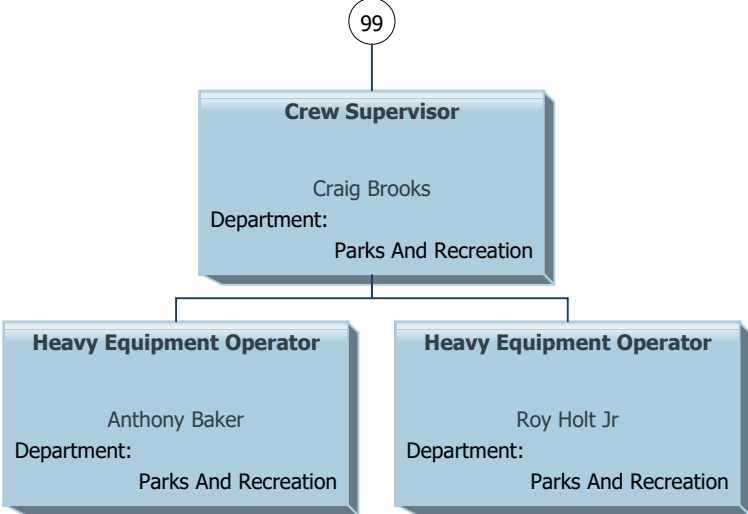 99
Crew Supervisor
Craig Brooks
Department:
Parks And Recreation
Heavy Equipment Operator
Anthony Baker
Department:
Parks And Recreation
Heavy Equipment Operator
Roy Holt Jr
Department:
Parks And Recreation